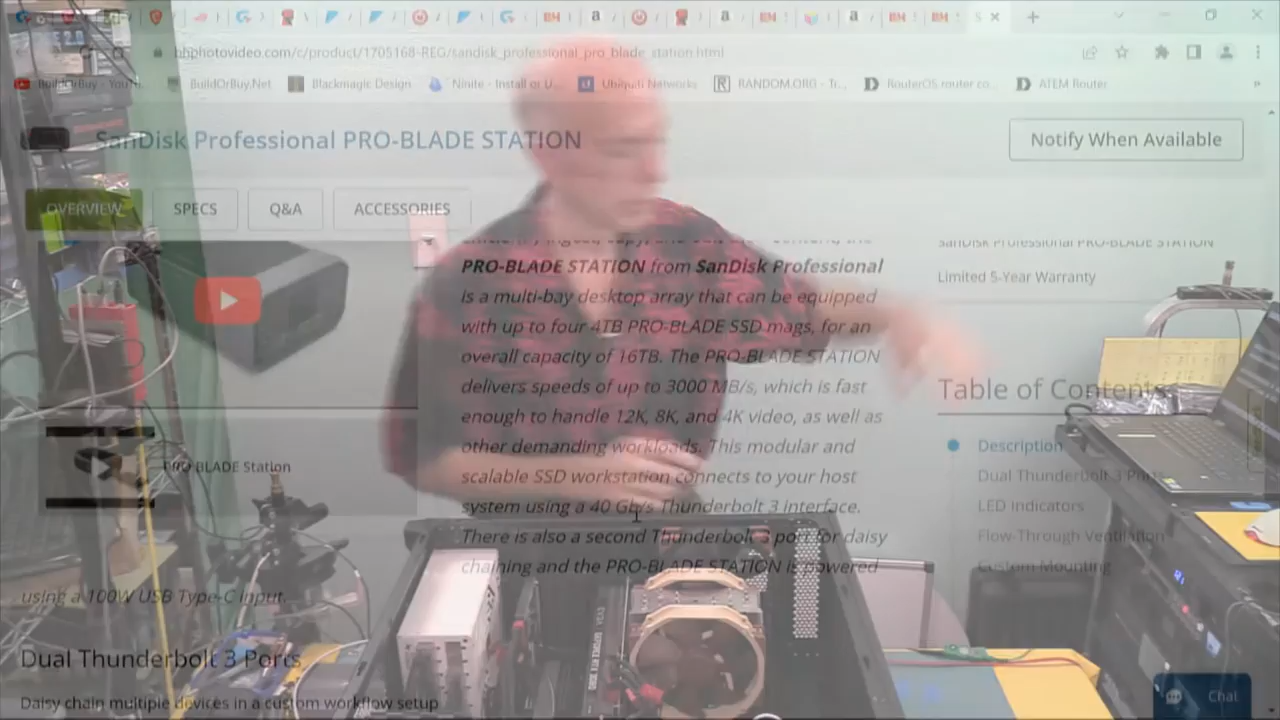 bhphotovideo.com/c/product/1705168-REG/sandisk_professional_pro_blade_station.html
BuildOrBuy - YouT...
BuildOrBuy.Net
Blackmagic Design
Ninite - Install or U...
Ubiquiti Networks
RANDOM.ORG - Tr...
RouterOS router co...
ATEM Router
SanDisk Professional PRO-BLADE STATION
Notify When Available
OVERVIEW
SPECS
Q&A
ACCESSORIES
SanDisk Professional PRO-BLADE STATION
Limited 5-Year Warranty
PRO-BLADE STATION from SanDisk Professional
is a multi-bay desktop array that can be equipped
with up to four 4TB PRO-BLADE SSD mags, for an
overall capacity of 16TB. The PRO-BLADE STATION
delivers speeds of up to 3000 MB/s, which is fast
enough to handle 12K, 8K, and 4K video, as well as
other demanding workloads. This modular and
scalable SSD workstation connects to your host
system using a 40 Gb/s Thunderbolt 3 interface.
There is also a second Thunderbolt 3 port for daisy
chaining and the PRO-BLADE STATION is powered
using a 100W USB Type-C input.
PRO-BLADE Station
Table of Contents
Description
Dual Thunderbolt 3 Ports
LED Indicators
Flow-Through Ventilation
Custom Mounting
Dual Thunderbolt 3 Ports
Daisy chain multiple devices in a custom workflow setup
GEFORCE RTX
Chat